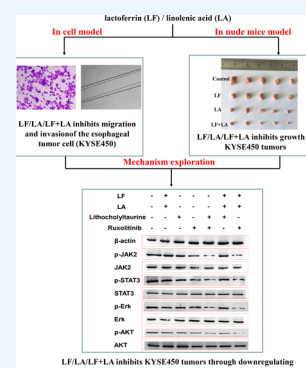 lactoferrin (LF) / linolenic acid (LA)
In cell model
In nude mice model
Control
LF
LA
LF+LA
LF/LA/LF+LA inhibits migration
and invasionof the esophageal
tumor cell (KYSE450)
LF/LA/LF+LA inhibits growth
KYSE450 tumors
Mechanism exploration
LF - + - - - - + +
LA - - + - - - + +
Lithocholyltaurine
Ruxolitinib
β-actin
p-JAK2
JAK2
p-STAT3
STAT3
p-Erk
Erk
p-AKT
AKT
LF/LA/LF+LA inhibits KYSE450 tumors through downregulating